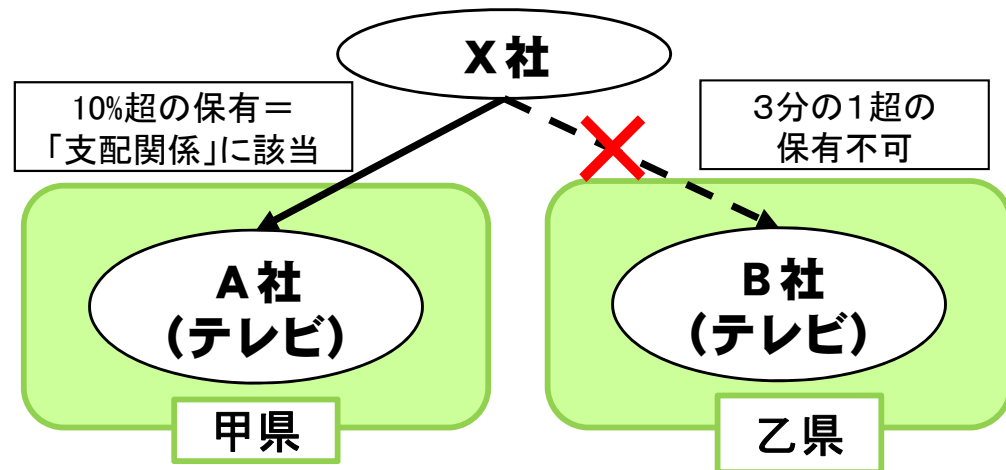 X社
10%超の保有＝
「支配関係」に該当
３分の１超の
保有不可
A社
(テレビ)
B社
(テレビ)
甲県
乙県